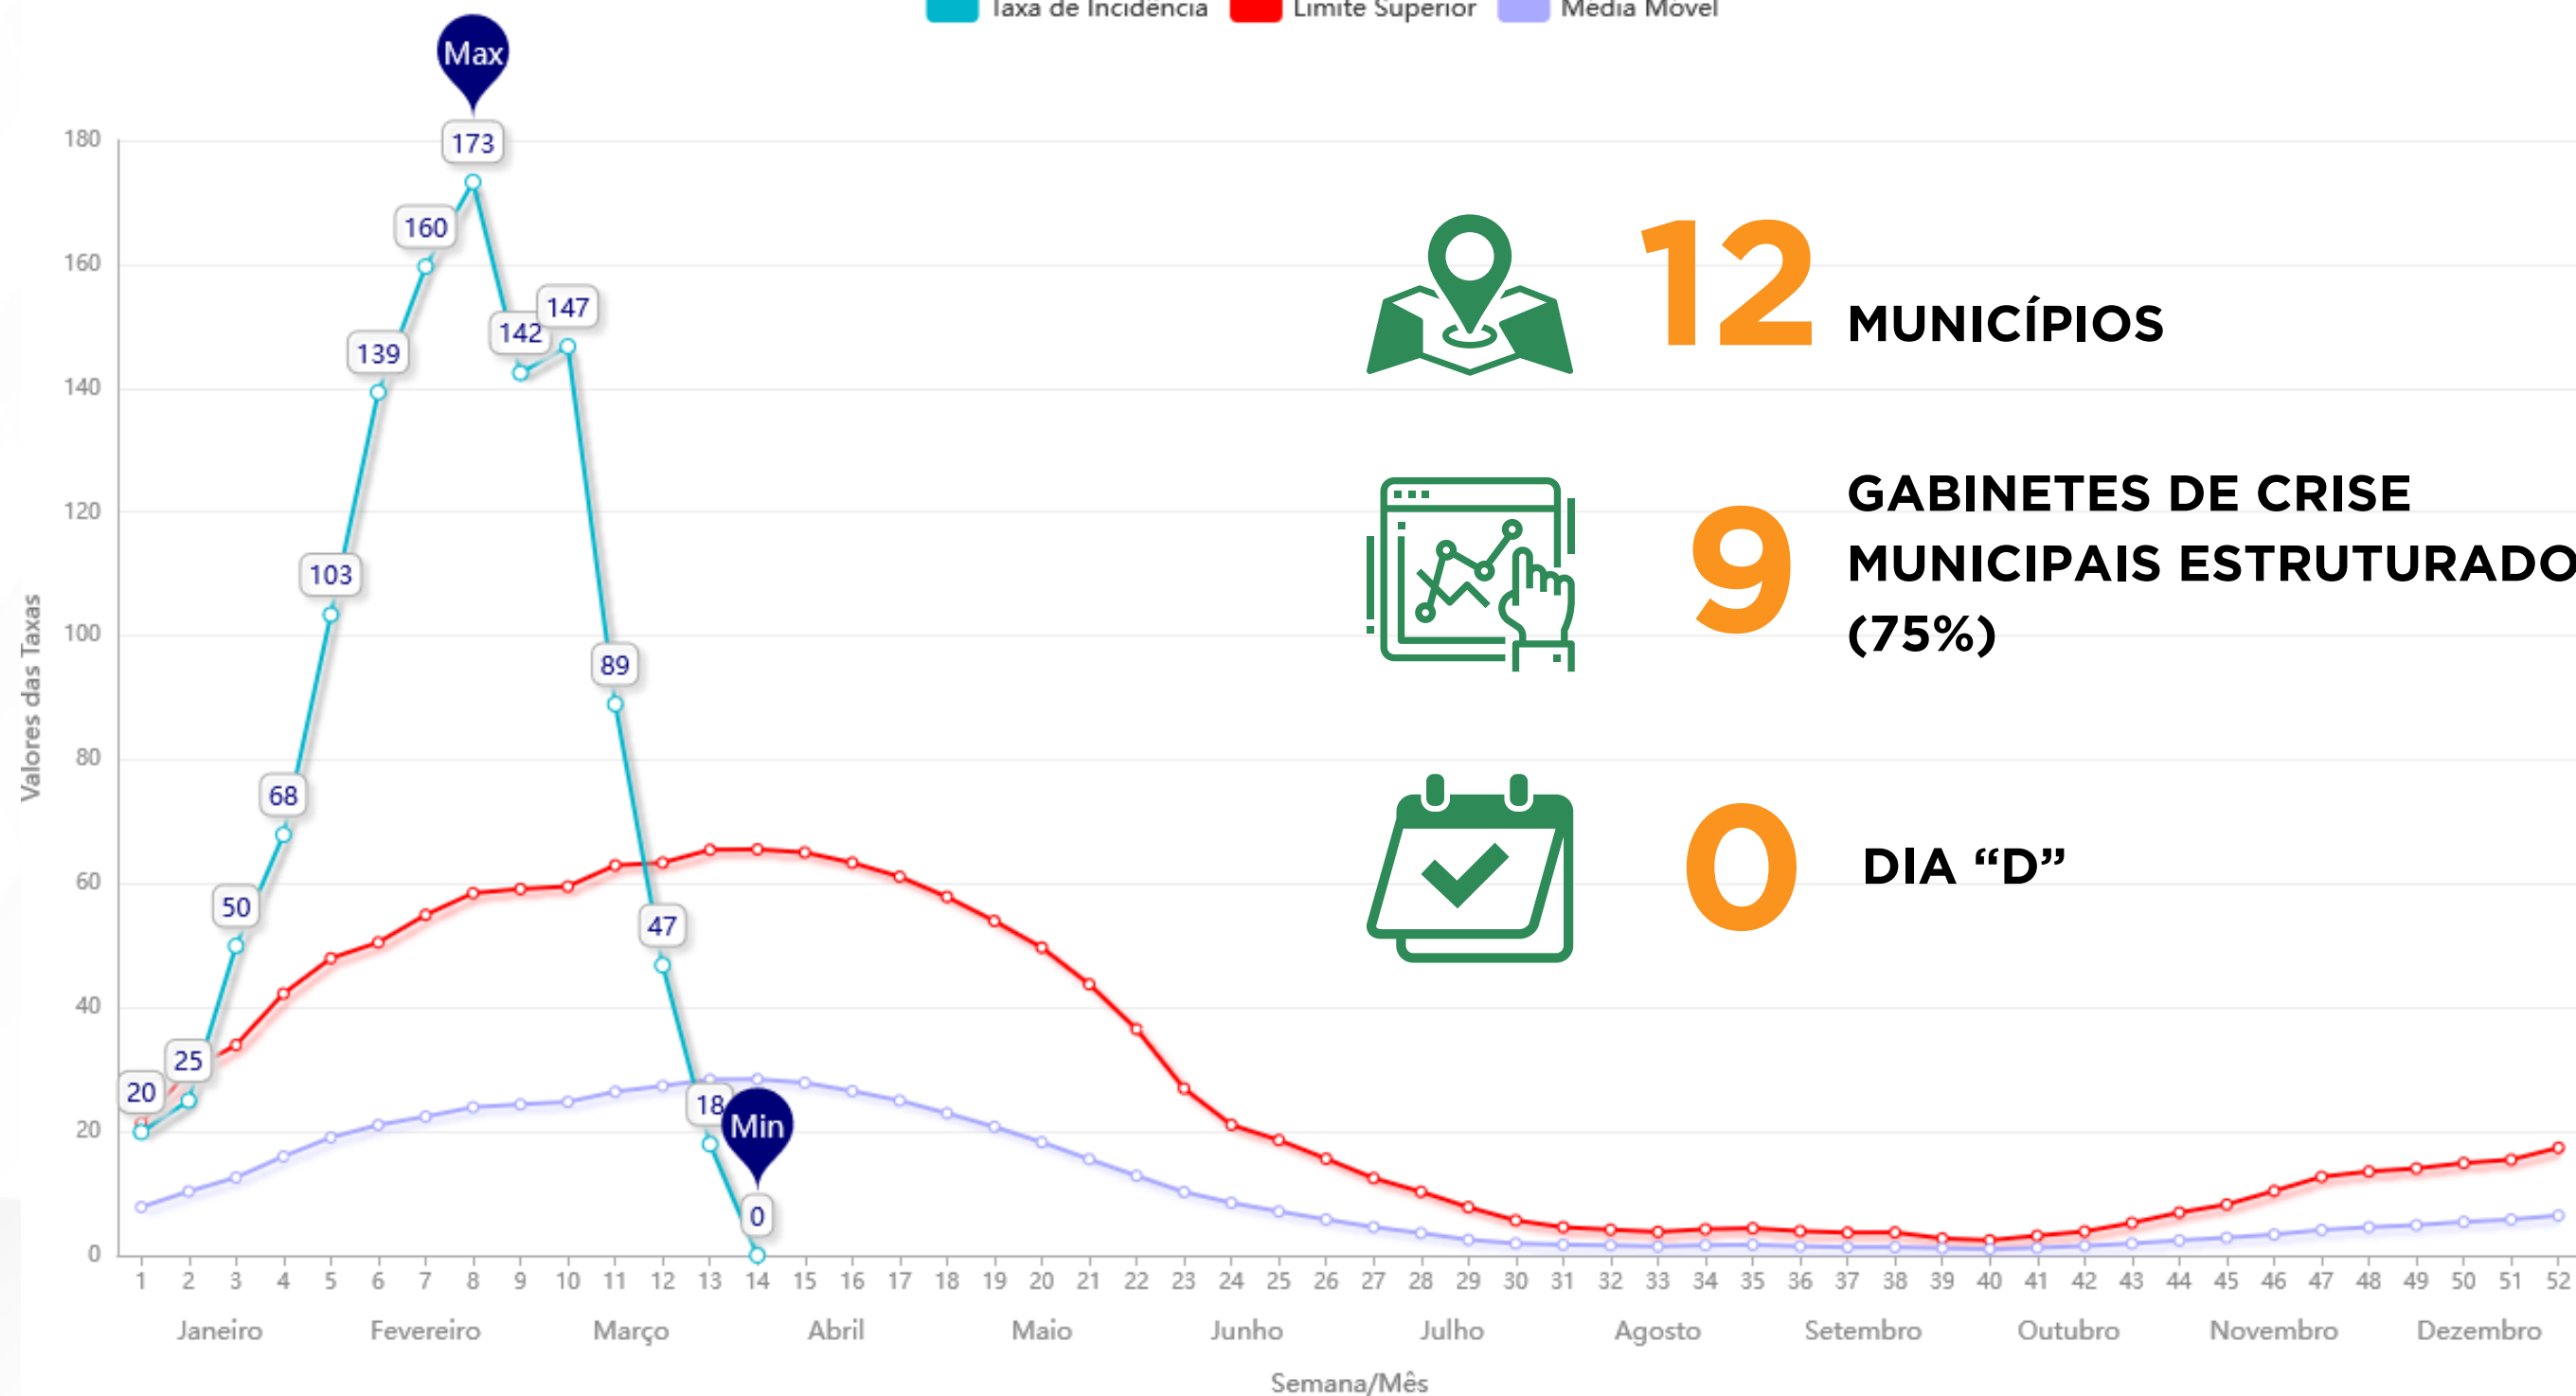 Taxa de Incidência Limite Superior Média Móvel
Max
180
173
160
160
147
142
139
140
12 MUNICÍPIOS
120
GABINETES DE CRISE
9 MUNICIPAIS ESTRUTURADO
(75%)
103
100
89
80
68
0 DIA “D”
60
50
47
40
25
20
18
Min
20
0
0
Valores das Taxas
1 2 3 4 5 6 7 8 9 10 11 12 13 14 15 16 17 18 19 20 21 22 23 24 25 26 27 28 29 30 31 32 33 34 35 36 37 38 39 40 41 42 43 44 45 46 47 48 49 50 51 52
Janeiro Fevereiro Março Abril Maio Junho Julho Agosto Setembro Outubro Novembro Dezembro
Semana/Mês